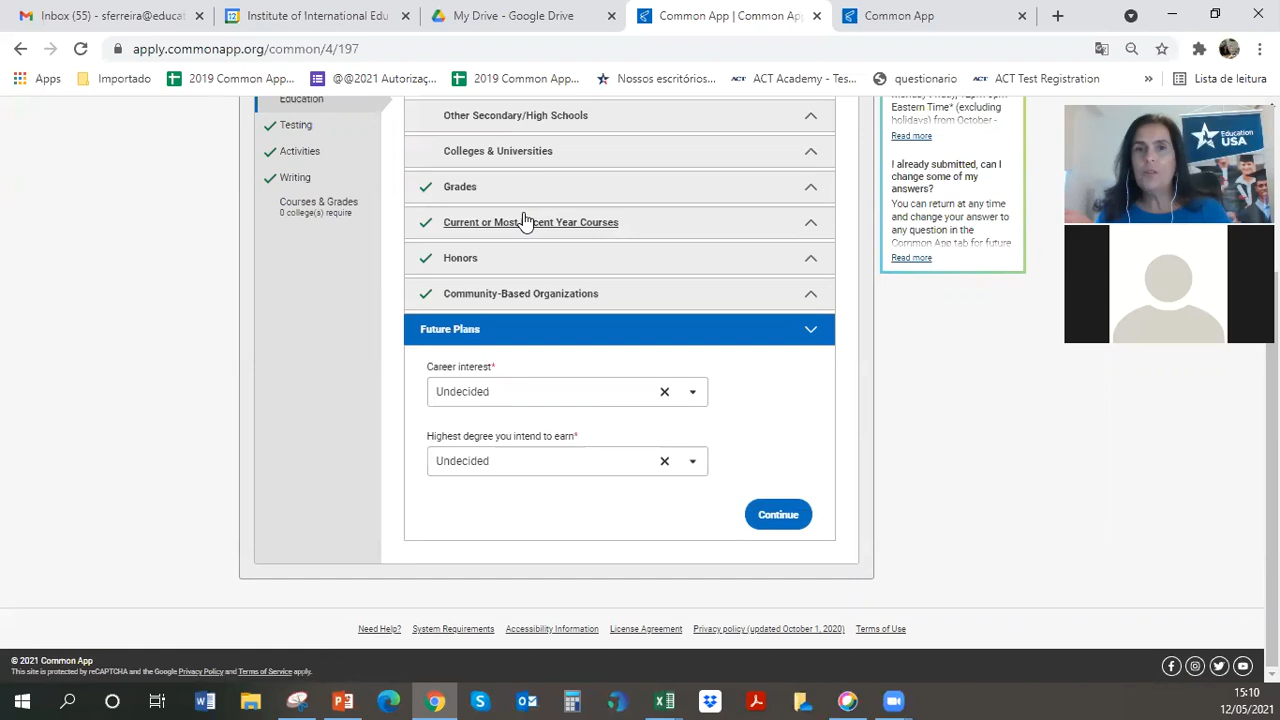 Inbox (55) - sferreira@educat
Institute of International Edu
My Drive - Google Drive
Common App | Common Ap
Common App
apply.commonapp.org/common/4/197
Apps
Importado
2019 Common App...
@@2021 Autorizaç...
2019 Common App...
Nossos escritórios...
ACT Academy - Tes...
questionario
ACT Test Registration
Lista de leitura
Education
Testing
Activities
Writing
Courses & Grades
0 college(s) require
Other Secondary/High Schools
Colleges & Universities
Grades
Current or Most Recent Year Courses
Honors
Community-Based Organizations
Future Plans
Career interest*
Undecided
Highest degree you intend to earn*
Undecided
Continue
Eastern Time* (excluding
holidays) from October -
Read more
I already submitted, can I
change some of my
answers?
You can return at any time
and change your answer to
any question in the
Common App tab for future
Read more
Education
USA
Need Help?
System Requirements
Accessibility Information
License Agreement
Privacy policy (updated October 1, 2020)
Terms of Use
© 2021 Common App
This site is protected by reCAPTCHA and the Google Privacy Policy and Terms of Service apply.
15:10
12/05/2021